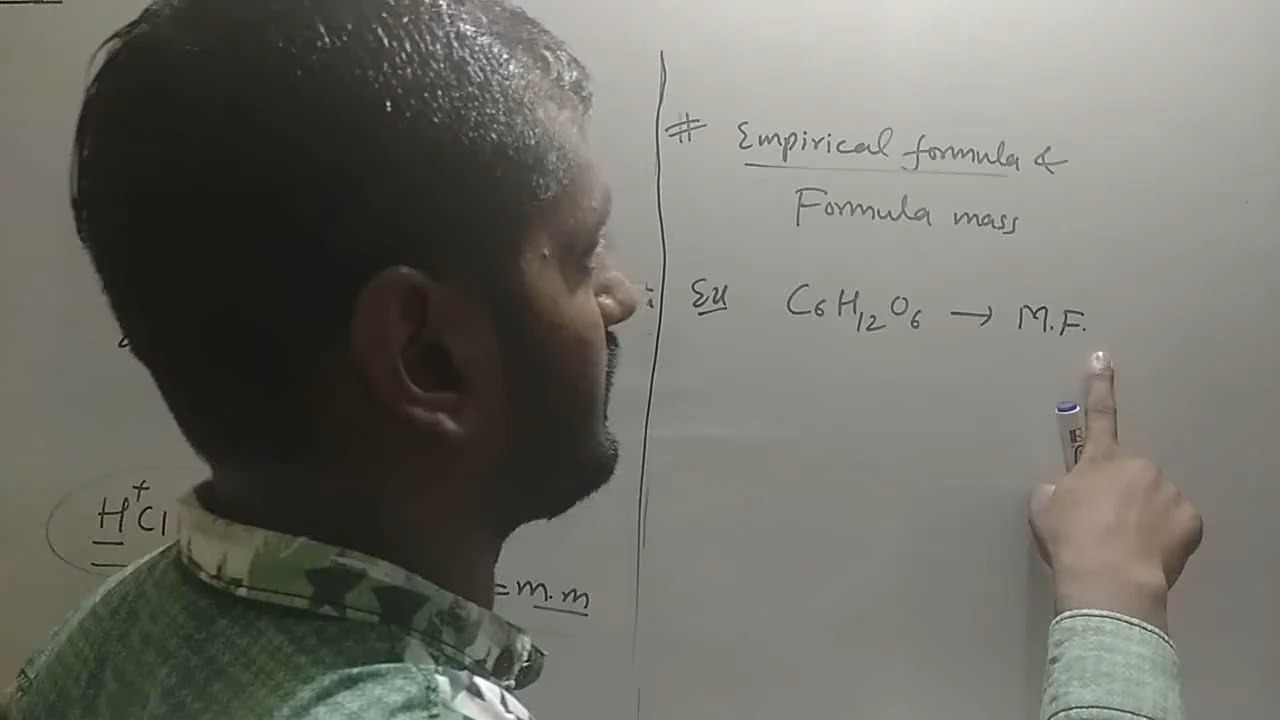 H⁺Cl
= m.m
# Empirical formula &
Formula mass
Ex C₆H₁₂O₆ → M.F.